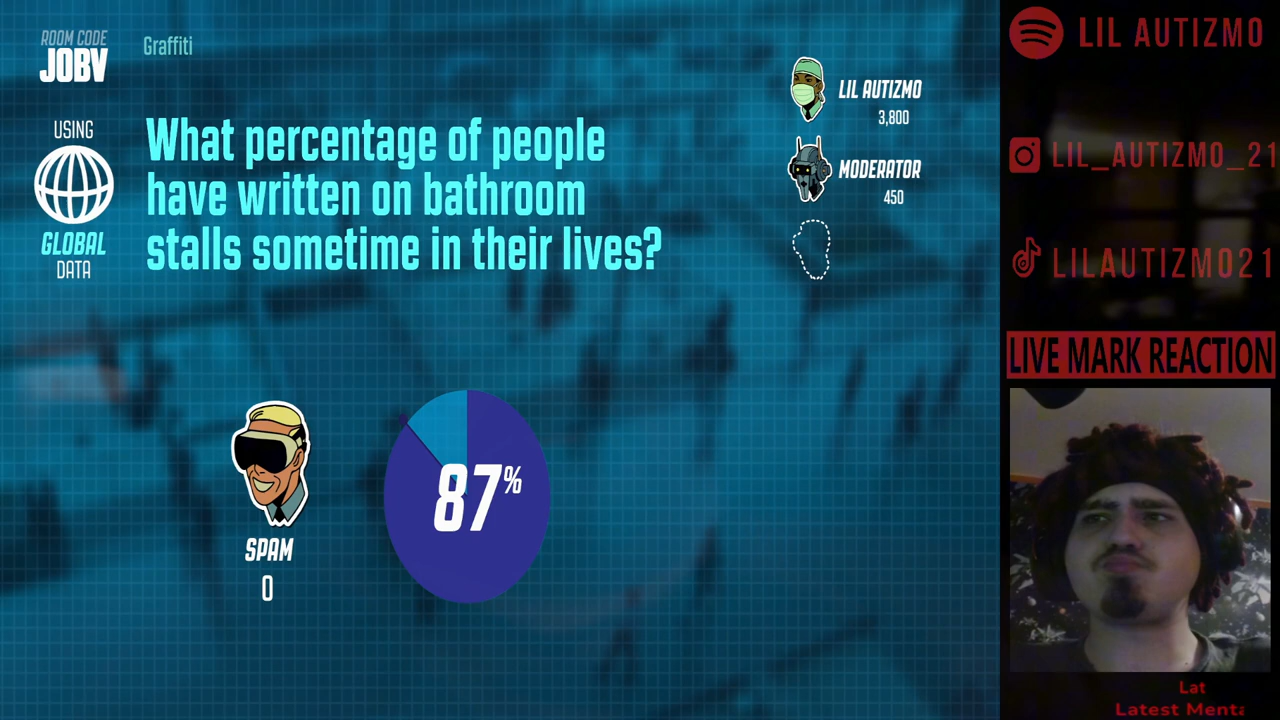 ROOM CODE
JOBV
Graffiti
USING
GLOBAL
DATA
What percentage of people
have written on bathroom
stalls sometime in their lives?
LIL AUTIZMO
3,800
MODERATOR
450
SPAM
0
87%
LIL AUTIZMO
LIL_AUTIZMO_21
LILAUTIZMO21
LIVE MARK REACTION
Lat
Latest Menta